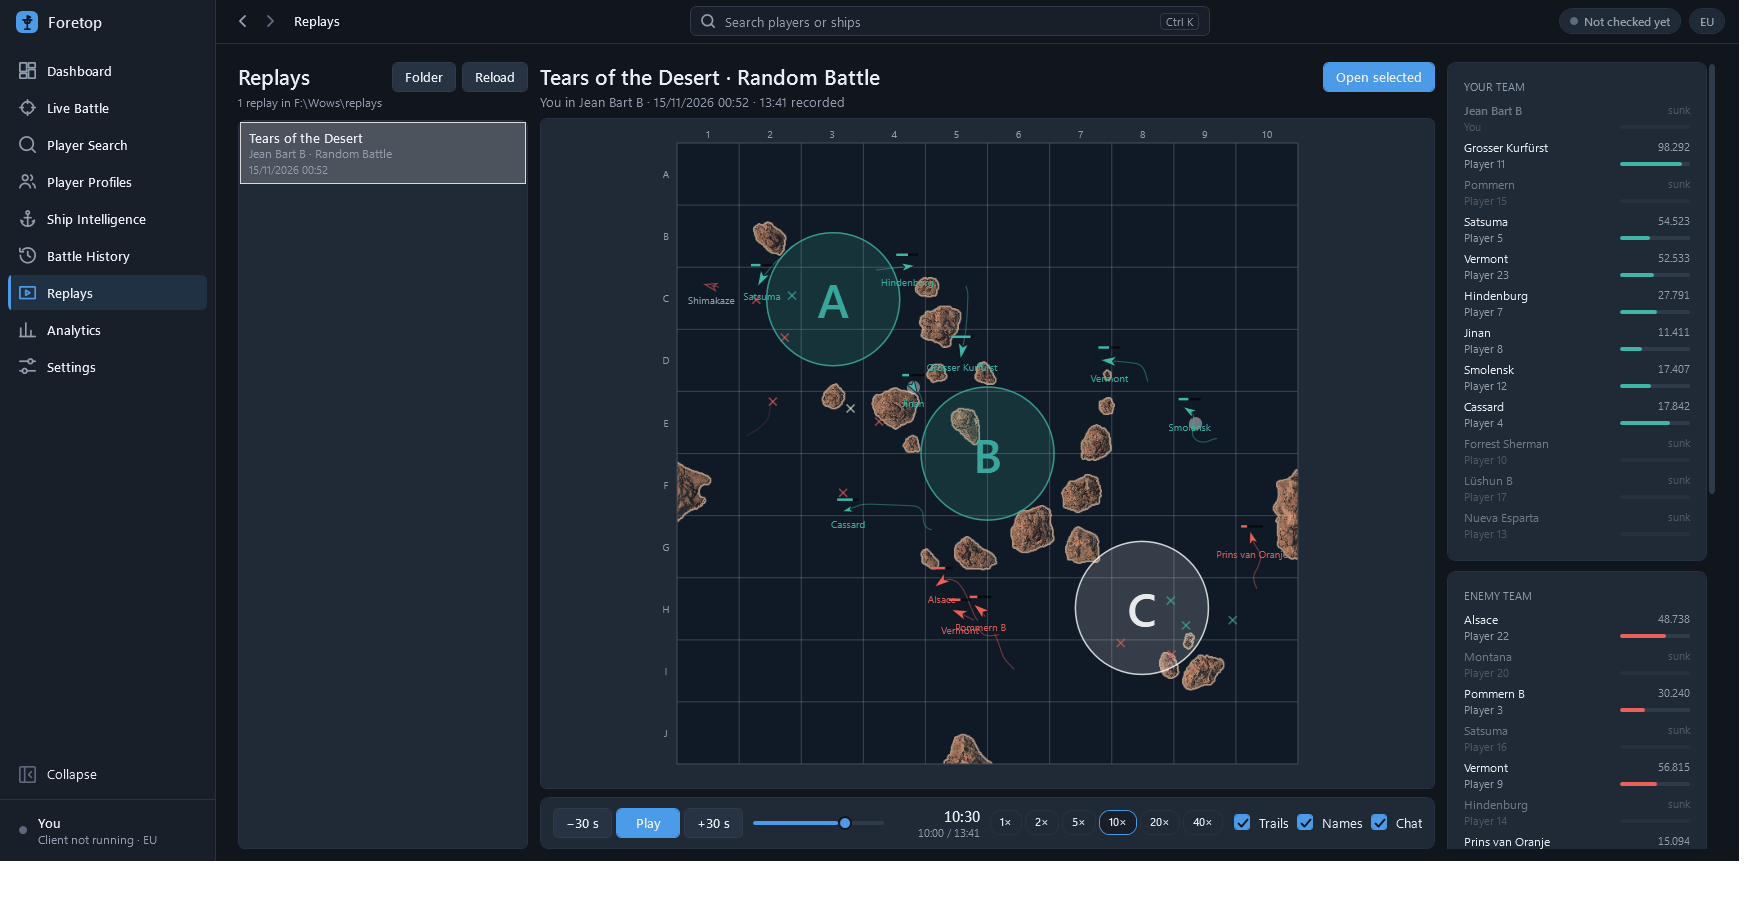 Foretop
Replays
Search players or ships
Ctrl K
Not checked yet
EU
Dashboard
Live Battle
Player Search
Player Profiles
Ship Intelligence
Battle History
Replays
Analytics
Settings
Collapse
You
Client not running · EU
Replays
Folder
Reload
1 replay in F:\Wows\replays
Tears of the Desert
Jean Bart B · Random Battle
15/11/2026 00:52
Tears of the Desert · Random Battle
Open selected
You in Jean Bart B · 15/11/2026 00:52 · 13:41 recorded
1 2 3 4 5 6 7 8 9 10
A
B
C
D
E
F
G
H
I
J
Hindenburg
Shimakaze
Satsuma
A
Grosser Kurfürst
Vermont
Jinan
Smolensk
B
Cassard
Prins van Oranje
Alsace
Vermont
Pommern B
C
−30 s
Play
+30 s
10:30
10:00 / 13:41
1×
2×
5×
10×
20×
40×
Trails
Names
Chat
YOUR TEAM
Jean Bart B sunk
You
Grosser Kurfürst 98.292
Player 11
Pommern sunk
Player 15
Satsuma 54.523
Player 5
Vermont 52.533
Player 23
Hindenburg 27.791
Player 7
Jinan 11.411
Player 8
Smolensk 17.407
Player 12
Cassard 17.842
Player 4
Forrest Sherman sunk
Player 10
Lüshun B sunk
Player 17
Nueva Esparta sunk
Player 13
ENEMY TEAM
Alsace 48.738
Player 22
Montana sunk
Player 20
Pommern B 30.240
Player 3
Satsuma sunk
Player 16
Vermont 56.815
Player 9
Hindenburg sunk
Player 14
Prins van Oranje 15.094